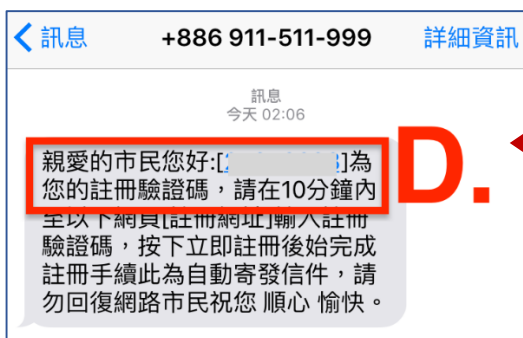 訊息 +886 911-511-999 詳細資訊
訊息
今天 02:06
親愛的市民您好:[ ]為
您的註冊驗證碼，請在10分鐘內
至以下網頁[註冊網址]輸入註冊
驗證碼，按下立即註冊後始完成
註冊手續此為自動寄發信件，請
勿回復網路市民祝您 順心 愉快。
D.